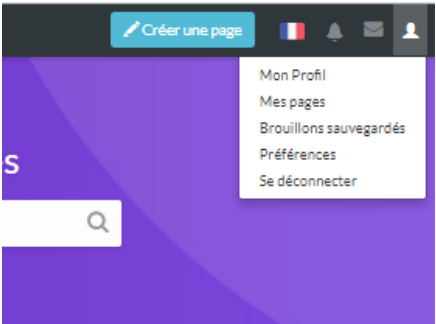 Créer une page
Mon Profil
Mes pages
Brouillons sauvegardés
Préférences
Se déconnecter
s